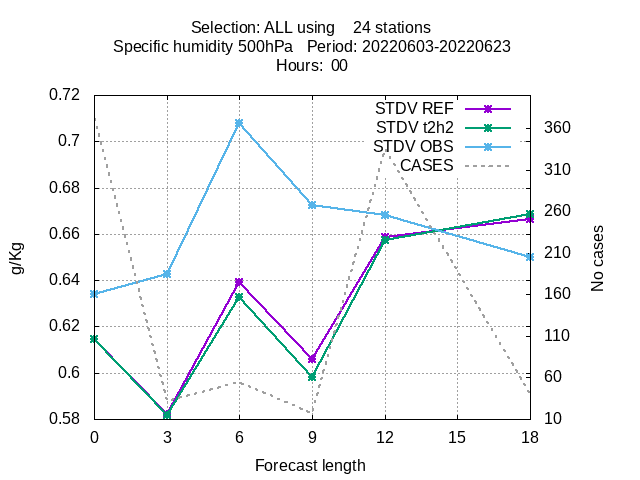 Selection: ALL using    24 stations
Specific humidity 500hPa   Period: 20220603-20220623
Hours:  00
STDV REF
STDV t2h2
STDV OBS
CASES
0.72
0.7
0.68
0.66
0.64
0.62
0.6
0.58
g/Kg
360
310
260
210
160
110
60
10
No cases
0 3 6 9 12 15 18
Forecast length